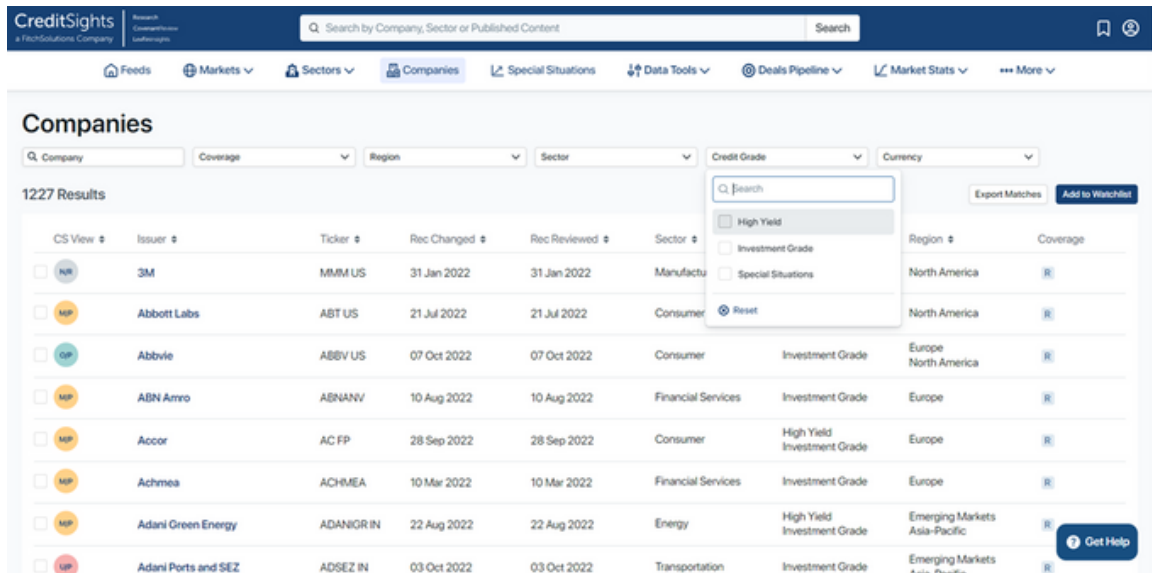 CreditSights
a FitchSolutions Company
Research
CovenantReview
LevFinInsights
Search by Company, Sector or Published Content
Search
Feeds
Markets
Sectors
Companies
Special Situations
Data Tools
Deals Pipeline
Market Stats
More
Companies
Company
Coverage
Region
Sector
Credit Grade
Currency
Search
High Yield
Investment Grade
Special Situations
Reset
1227 Results
Export Matches
Add to Watchlist
CS View Issuer Ticker Rec Changed Rec Reviewed Sector Region Coverage
N/R 3M MMM US 31 Jan 2022 31 Jan 2022 Manufactu North America R
M/P Abbott Labs ABT US 21 Jul 2022 21 Jul 2022 Consumer North America R
O/P Abbvie ABBV US 07 Oct 2022 07 Oct 2022 Consumer Investment Grade Europe R
North America
M/P ABN Amro ABNANV 10 Aug 2022 10 Aug 2022 Financial Services Investment Grade Europe R
M/P Accor AC FP 28 Sep 2022 28 Sep 2022 Consumer High Yield Europe R
Investment Grade
M/P Achmea ACHMEA 10 Mar 2022 10 Mar 2022 Financial Services Investment Grade Europe R
M/P Adani Green Energy ADANIGR IN 22 Aug 2022 22 Aug 2022 Energy High Yield Emerging Markets R
Investment Grade Asia-Pacific
U/P Adani Ports and SEZ ADSEZ IN 03 Oct 2022 03 Oct 2022 Transportation Investment Grade Emerging Markets R
Get Help